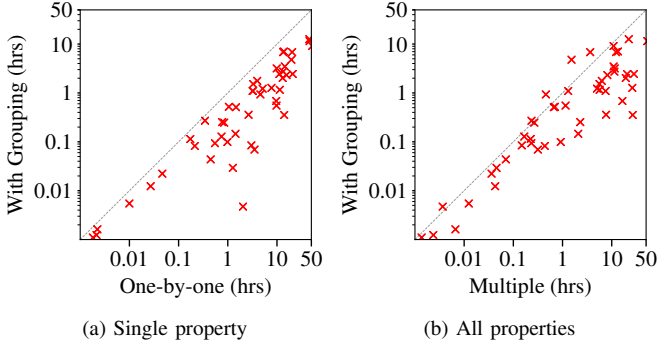 50
10
1
0.1
0.01
With Grouping (hrs)
0.01 0.1 1 10 50
One-by-one (hrs)
(a) Single property
50
10
1
0.1
0.01
With Grouping (hrs)
0.01 0.1 1 10 50
Multiple (hrs)
(b) All properties